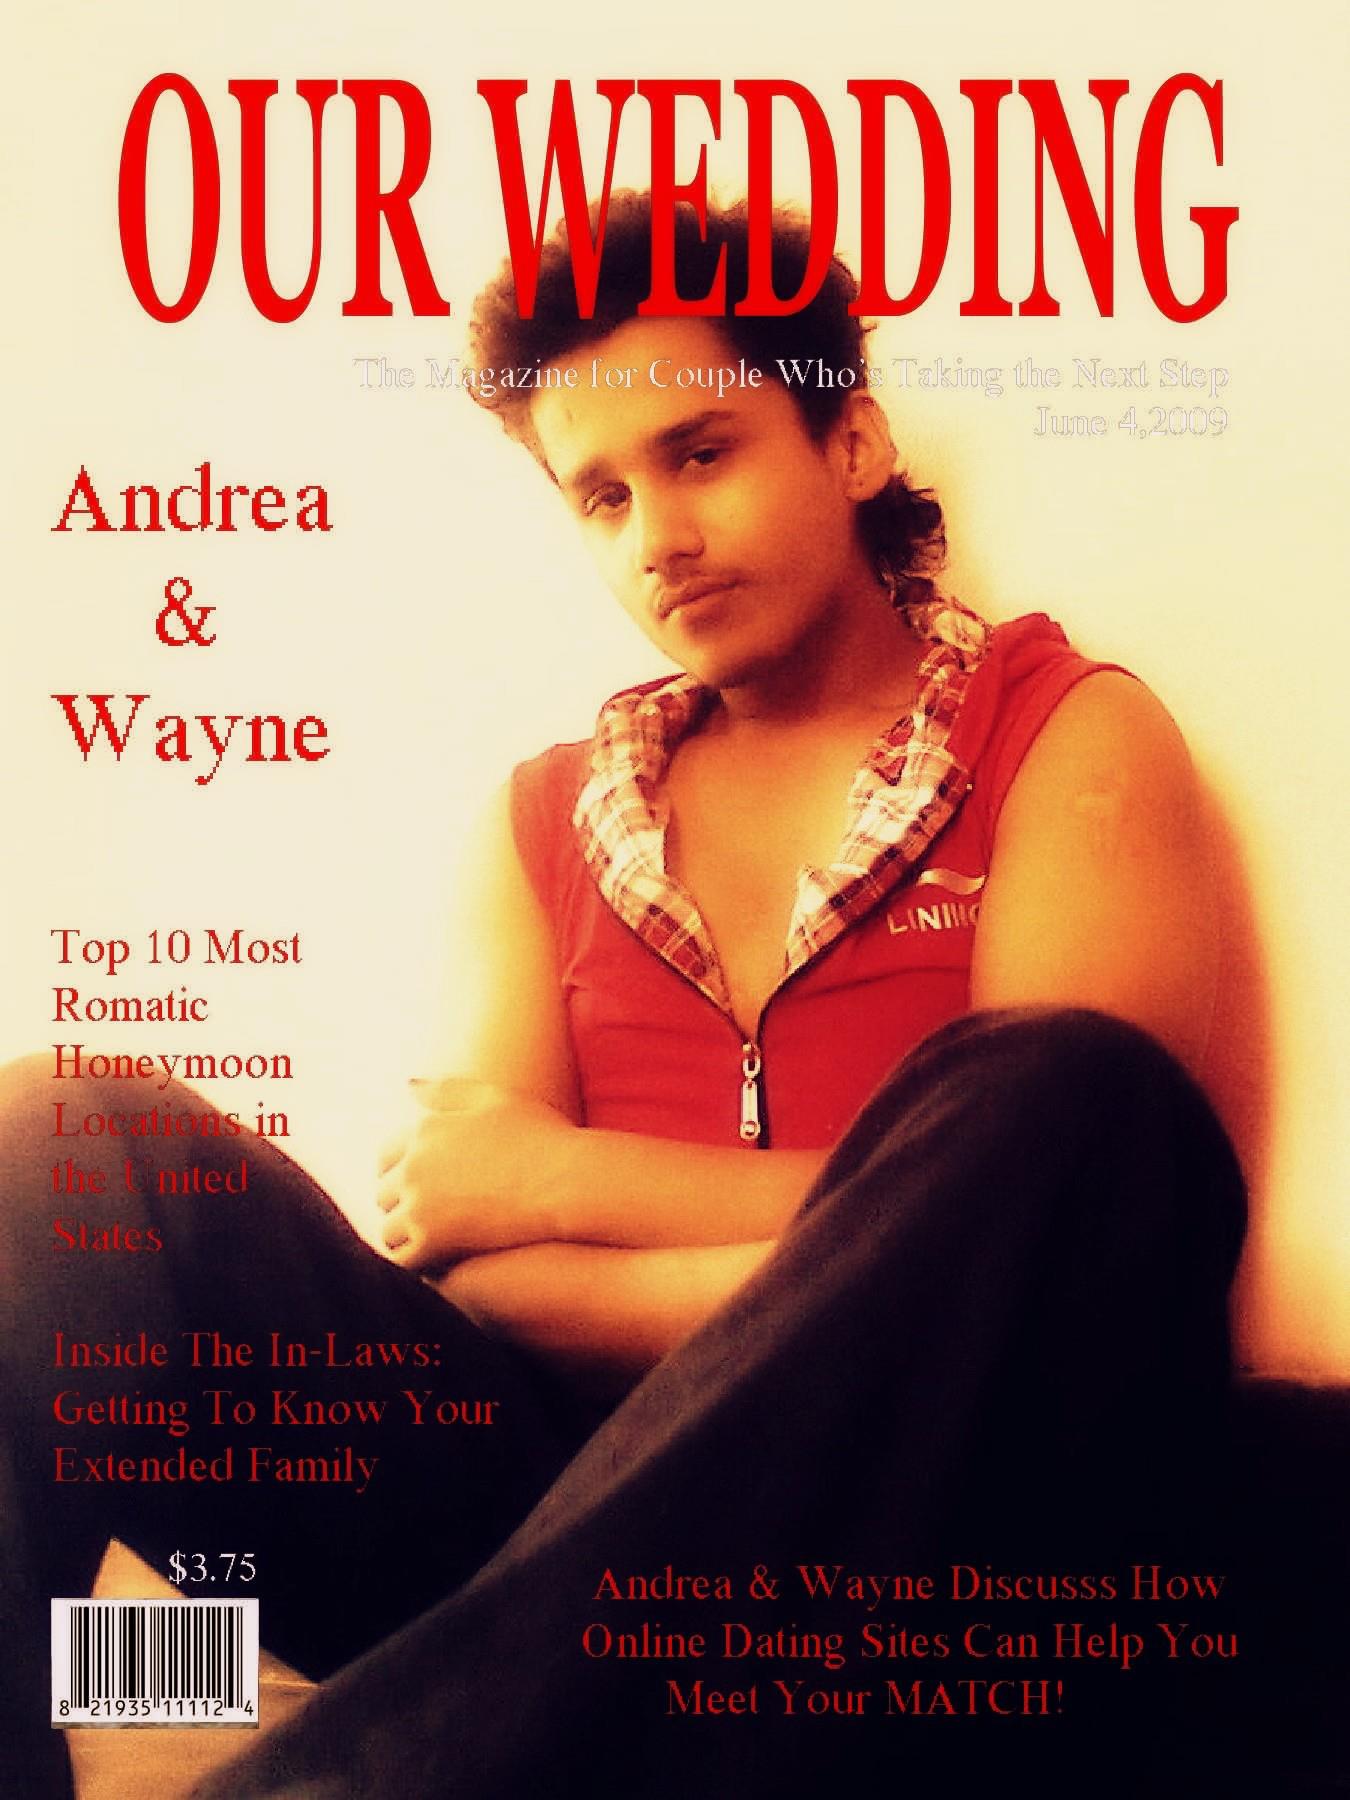 OUR WEDDING
The Magazine for Couple Who's Taking the Next Step
June 4,2009
Andrea
&
Wayne
Top 10 Most
Romatic
Honeymoon
Locations in
the United
States
Inside The In-Laws:
Getting To Know Your
Extended Family
$3.75
8 21935 11112 4
Andrea & Wayne Discusss How
Online Dating Sites Can Help You
Meet Your MATCH!